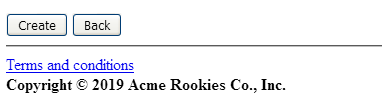 Create Back
Terms and conditions
Copyright © 2019 Acme Rookies Co., Inc.